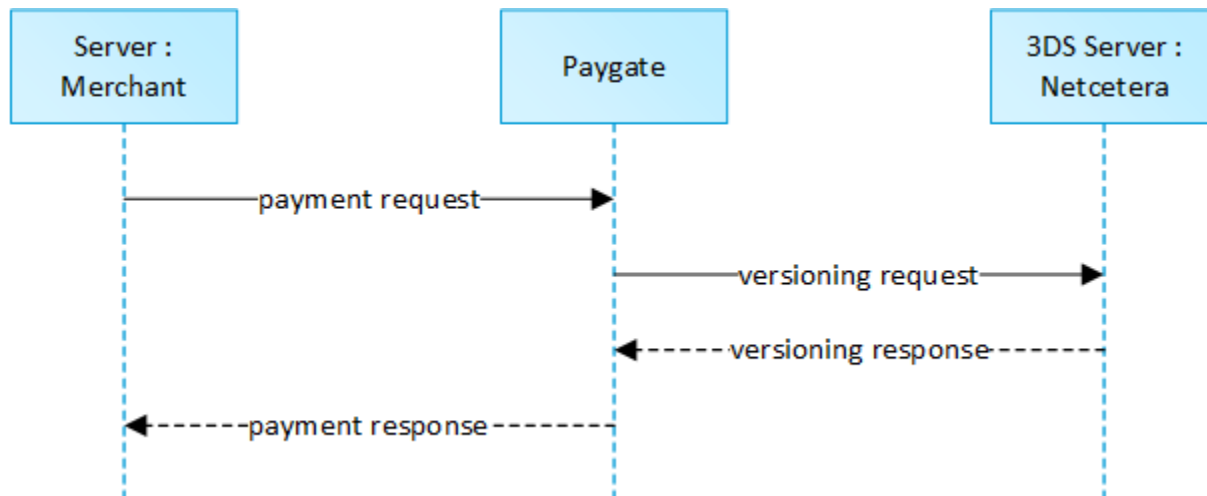 Server :
Merchant
Paygate
3DS Server :
Netcetera
payment request
versioning request
versioning response
payment response